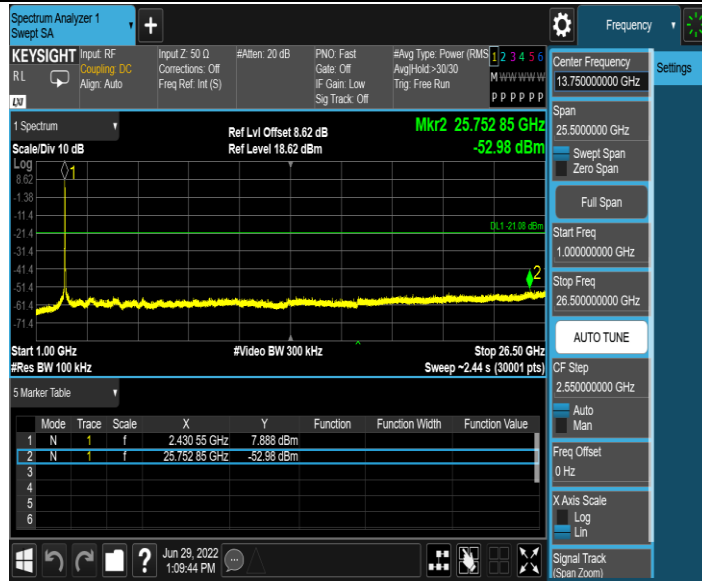 Spectrum Analyzer 1
Swept SA
+
Frequency
KEYSIGHT
RL
LXI
Input: RF
Coupling: DC
Align: Auto
Input Z: 50 Ω
Corrections: Off
Freq Ref: Int (S)
#Atten: 20 dB
PNO: Fast
Gate: Off
IF Gain: Low
Sig Track: Off
#Avg Type: Power (RMS
Avg|Hold:>30/30
Trig: Free Run
1 2 3 4 5 6
M W W W W W
P P P P P P
1 Spectrum
Scale/Div 10 dB
Ref Lvl Offset 8.62 dB
Ref Level 18.62 dBm
Mkr2 25.752 85 GHz
-52.98 dBm
Log
8.62
-1.38
-11.4
-21.4
-31.4
-41.4
-51.4
-61.4
-71.4
1
DL1 -21.08 dBm
2
Start 1.00 GHz
#Res BW 100 kHz
#Video BW 300 kHz
Stop 26.50 GHz
Sweep ~2.44 s (30001 pts)
5 Marker Table
Mode Trace Scale X Y Function Function Width Function Value
1 N 1 f 2.430 55 GHz 7.888 dBm
2 N 1 f 25.752 85 GHz -52.98 dBm
3
4
5
6
?
Jun 29, 2022
1:09:44 PM
Center Frequency
13.750000000 GHz
Span
25.5000000 GHz
Swept Span
Zero Span
Full Span
Start Freq
1.000000000 GHz
Stop Freq
26.500000000 GHz
AUTO TUNE
CF Step
2.550000000 GHz
Auto
Man
Freq Offset
0 Hz
X Axis Scale
Log
Lin
Signal Track
(Span Zoom)
Settings